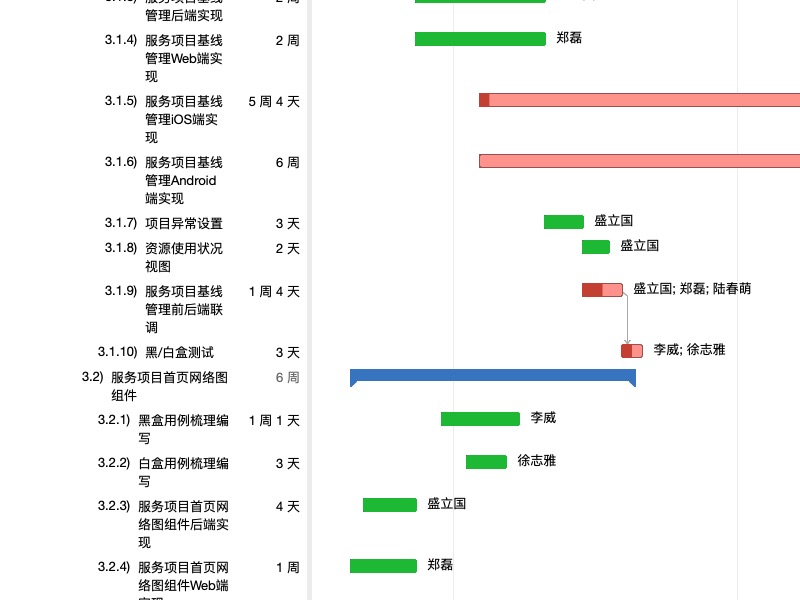 管理后端实现
3.1.4) 服务项目基线 2 周 郑磊
管理Web端实
现
3.1.5) 服务项目基线 5 周 4 天
管理iOS端实
现
3.1.6) 服务项目基线 6 周
管理Android
端实现
3.1.7) 项目异常设置 3 天 盛立国
3.1.8) 资源使用状况 2 天 盛立国
视图
3.1.9) 服务项目基线 1 周 4 天 盛立国; 郑磊; 陆春萌
管理前后端联
调
3.1.10) 黑/白盒测试 3 天 李威; 徐志雅
3.2) 服务项目首页网络图 6 周
组件
3.2.1) 黑盒用例梳理编 1 周 1 天 李威
写
3.2.2) 白盒用例梳理编 3 天 徐志雅
写
3.2.3) 服务项目首页网 4 天 盛立国
络图组件后端实
现
3.2.4) 服务项目首页网 1 周 郑磊
络图组件Web端